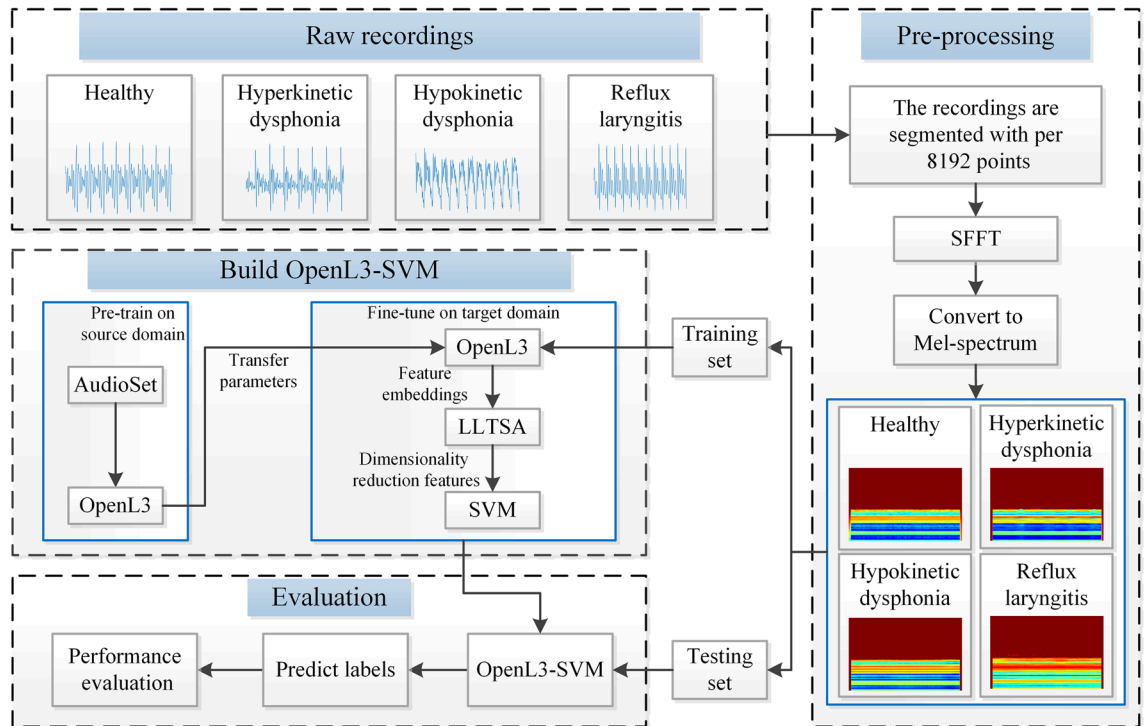 Raw recordings
Healthy
Hyperkinetic
dysphonia
Hypokinetic
dysphonia
Reflux
laryngitis
Pre-processing
The recordings are
segmented with per
8192 points
SFFT
Convert to
Mel-spectrum
Healthy
Hyperkinetic
dysphonia
Hypokinetic
dysphonia
Reflux
laryngitis
Build OpenL3-SVM
Pre-train on
source domain
AudioSet
OpenL3
Transfer
parameters
Fine-tune on target domain
OpenL3
Feature
embeddings
LLTSA
Dimensionality
reduction features
SVM
Training
set
Evaluation
Performance
evaluation
Predict labels
OpenL3-SVM
Testing
set